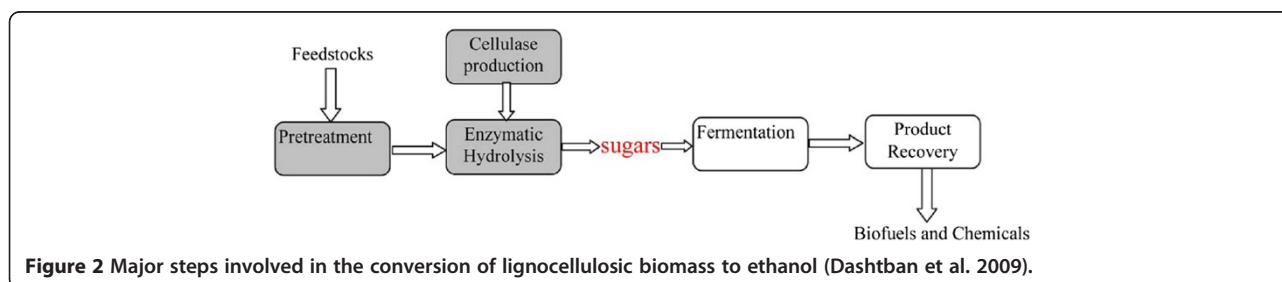 Feedstocks
Cellulase
production
Pretreatment
Enzymatic
Hydrolysis
sugars
Fermentation
Product
Recovery
Biofuels and Chemicals
Figure 2 Major steps involved in the conversion of lignocellulosic biomass to ethanol (Dashtban et al. 2009).